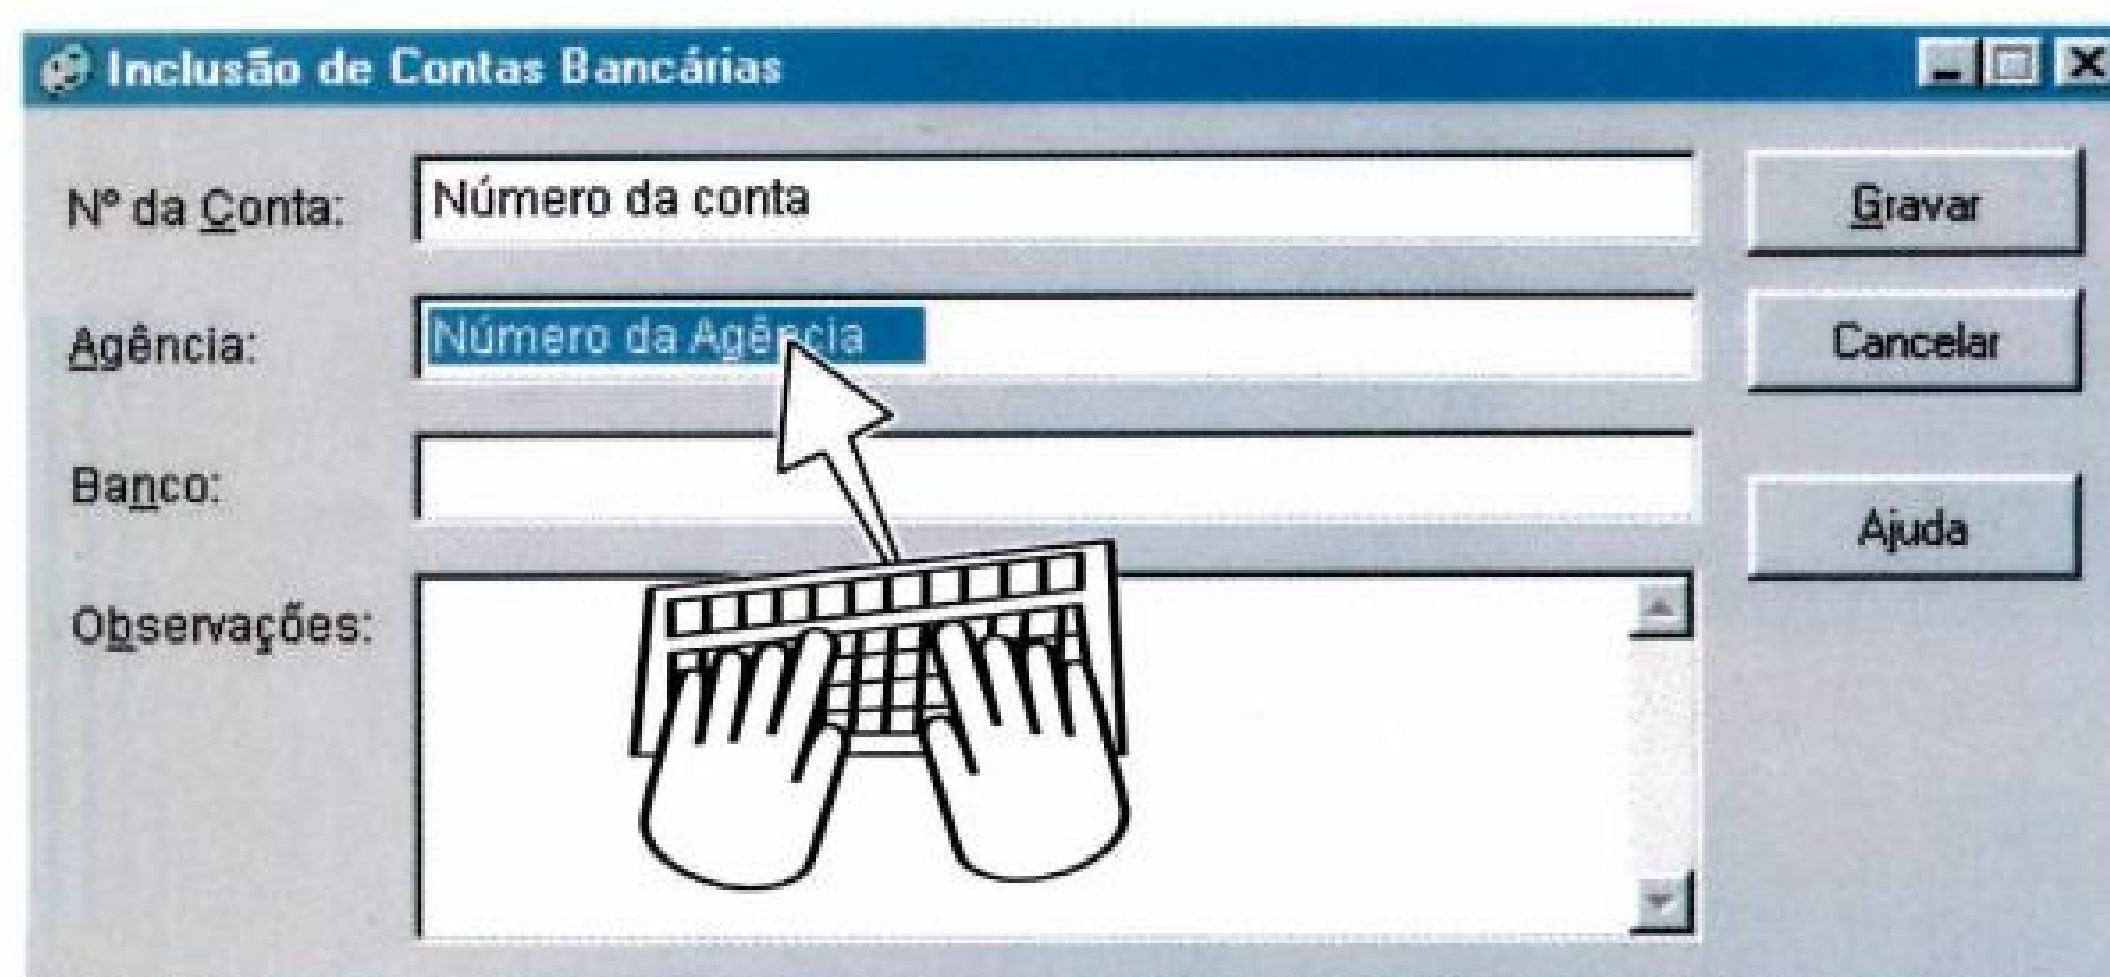 Inclusão de Contas Bancárias
Nº da Conta: Número da conta
Gravar
Agência: Número da Agência
Cancelar
Banco:
Ajuda
Observações: